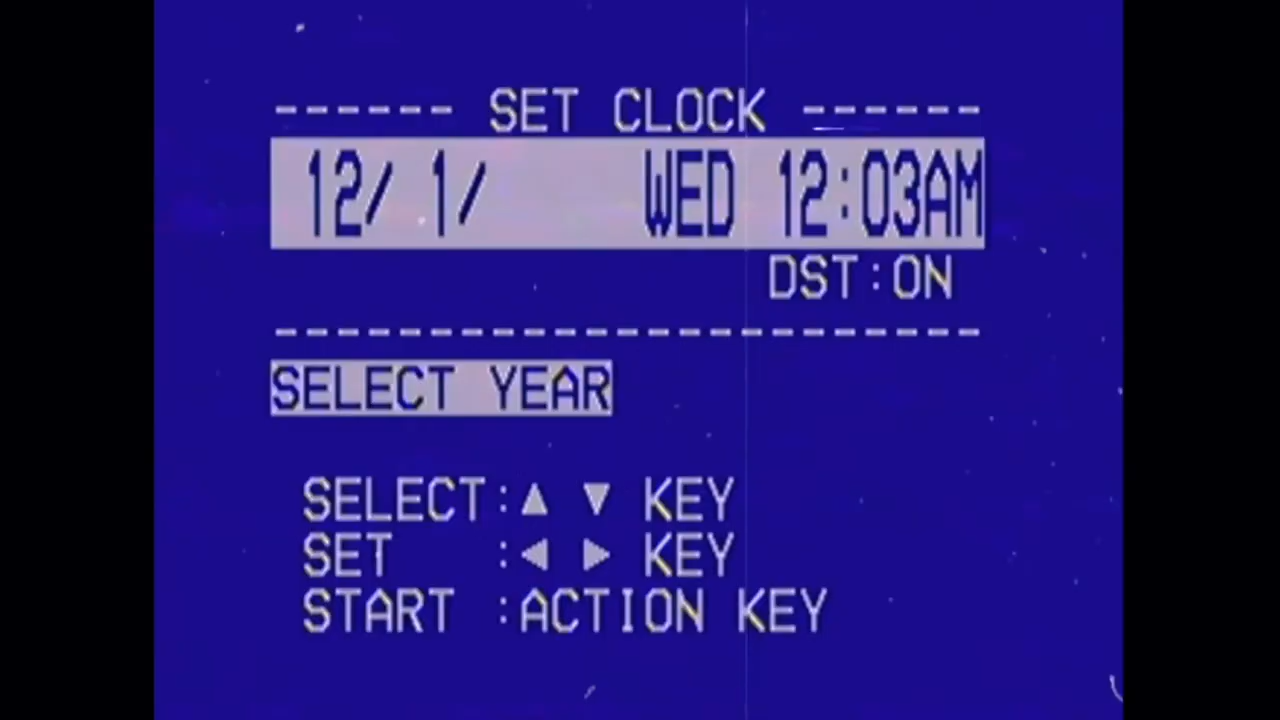 ------ SET CLOCK ------
12/ 1/ WED 12:03AM
DST:ON
-----------------------
SELECT YEAR
SELECT:▲ ▼ KEY
SET :◀ ▶ KEY
START :ACTION KEY